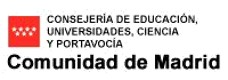 CONSEJERÍA DE EDUCACIÓN,
UNIVERSIDADES, CIENCIA
Y PORTAVOCÍA
Comunidad de Madrid